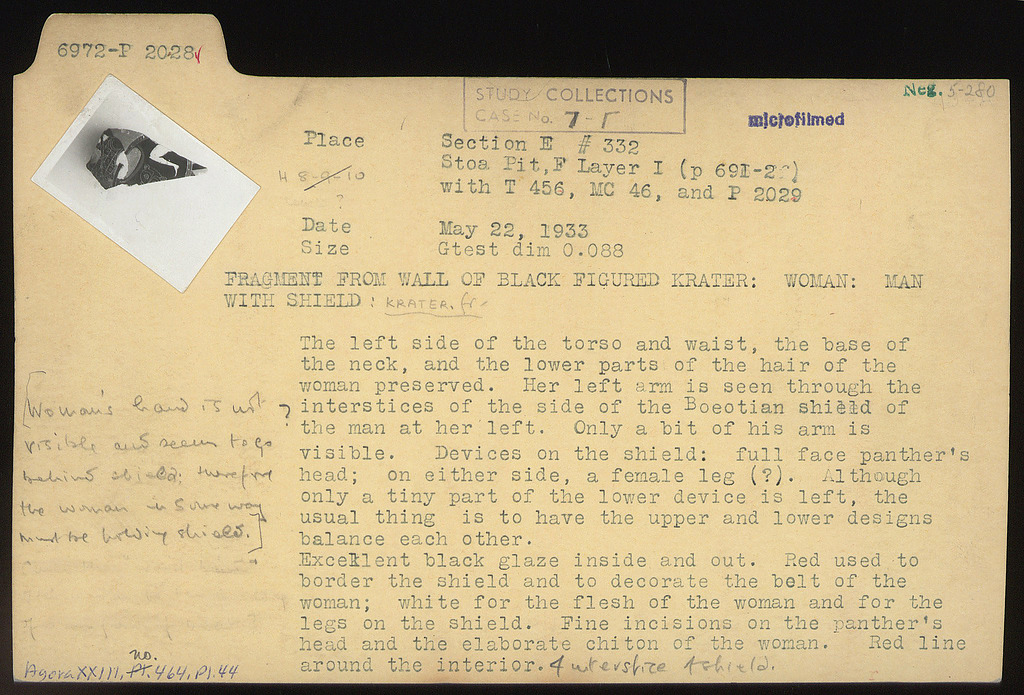 6972-P 2028
Neg. 5-280
STUDY COLLECTIONS
CASE No. 7-Γ
microfilmed
Place Section E # 332
Stoa Pit, F Layer I (p 691-2)
H 8-9-10
with T 456, MC 46, and P 2029
?
Date May 22, 1933
Size Gtest dim 0.088
FRAGMENT FROM WALL OF BLACK FIGURED KRATER: WOMAN: MAN
WITH SHIELD: KRATER, fr.
The left side of the torso and waist, the base of
the neck, and the lower parts of the hair of the
woman preserved. Her left arm is seen through the
interstices of the side of the Boeotian shield of
the man at her left. Only a bit of his arm is
visible. Devices on the shield: full face panther's
head; on either side, a female leg (?). Although
only a tiny part of the lower device is left, the
usual thing is to have the upper and lower designs
balance each other.
Excellent black glaze inside and out. Red used to
border the shield and to decorate the belt of the
woman; white for the flesh of the woman and for the
legs on the shield. Fine incisions on the panther's
head and the elaborate chiton of the woman. Red line
around the interior. & interstice of shield.
[Woman's hand is not ?
visible and seems to go
behind shield; therefore
the woman in some way
must be holding shield.]
Agora XXIII, no. Pt. 464, Pl. 44